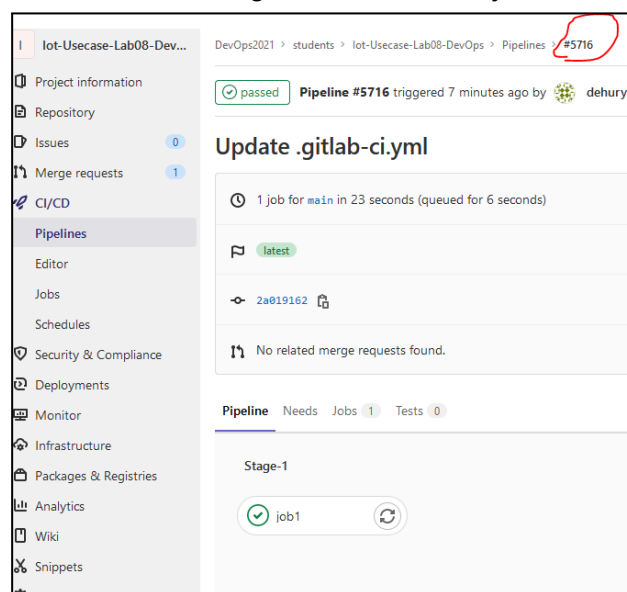 I Iot-Usecase-Lab08-Dev...
Project information
Repository
Issues 0
Merge requests 1
CI/CD
Pipelines
Editor
Jobs
Schedules
Security & Compliance
Deployments
Monitor
Infrastructure
Packages & Registries
Analytics
Wiki
Snippets
DevOps2021 > students > Iot-Usecase-Lab08-DevOps > Pipelines > #5716
passed Pipeline #5716 triggered 7 minutes ago by dehury
Update .gitlab-ci.yml
1 job for main in 23 seconds (queued for 6 seconds)
latest
2a019162
No related merge requests found.
Pipeline Needs Jobs 1 Tests 0
Stage-1
job1